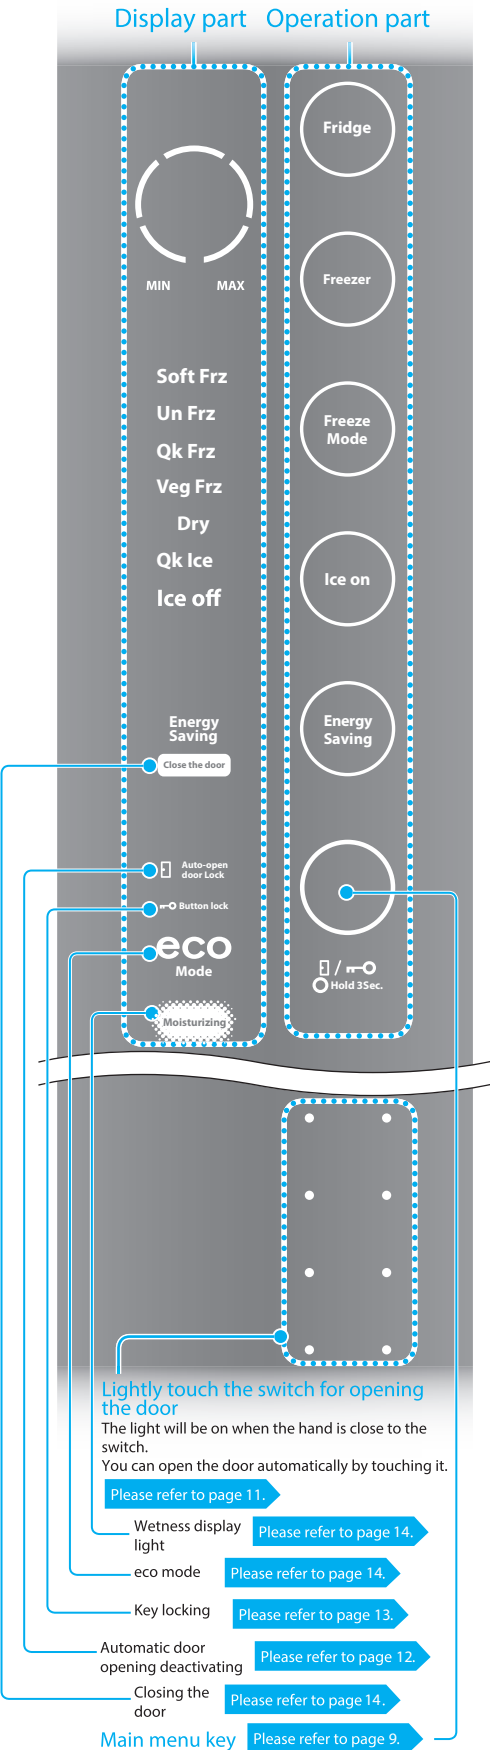 Display part Operation part
Fridge
MIN MAX
Freezer
Soft Frz
Un Frz
Qk Frz
Veg Frz
Dry
Qk Ice
Ice off
Freeze
Mode
Ice on
Energy
Saving
Close the door
Energy
Saving
Auto-open
door Lock
Button lock
eco
Mode
Moisturizing
/
Hold 3Sec.
Lightly touch the switch for opening
the door
The light will be on when the hand is close to the
switch.
You can open the door automatically by touching it.
Please refer to page 11.
Wetness display
light
Please refer to page 14.
eco mode Please refer to page 14.
Key locking Please refer to page 13.
Automatic door
opening deactivating
Please refer to page 12.
Closing the
door
Please refer to page 14.
Main menu key Please refer to page 9.